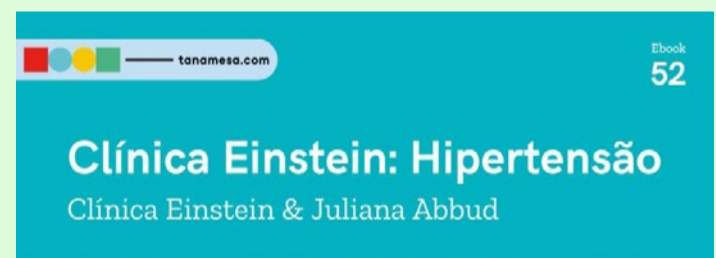 tanamesa.com
Ebook
52
Clínica Einstein: Hipertensão
Clínica Einstein & Juliana Abbud